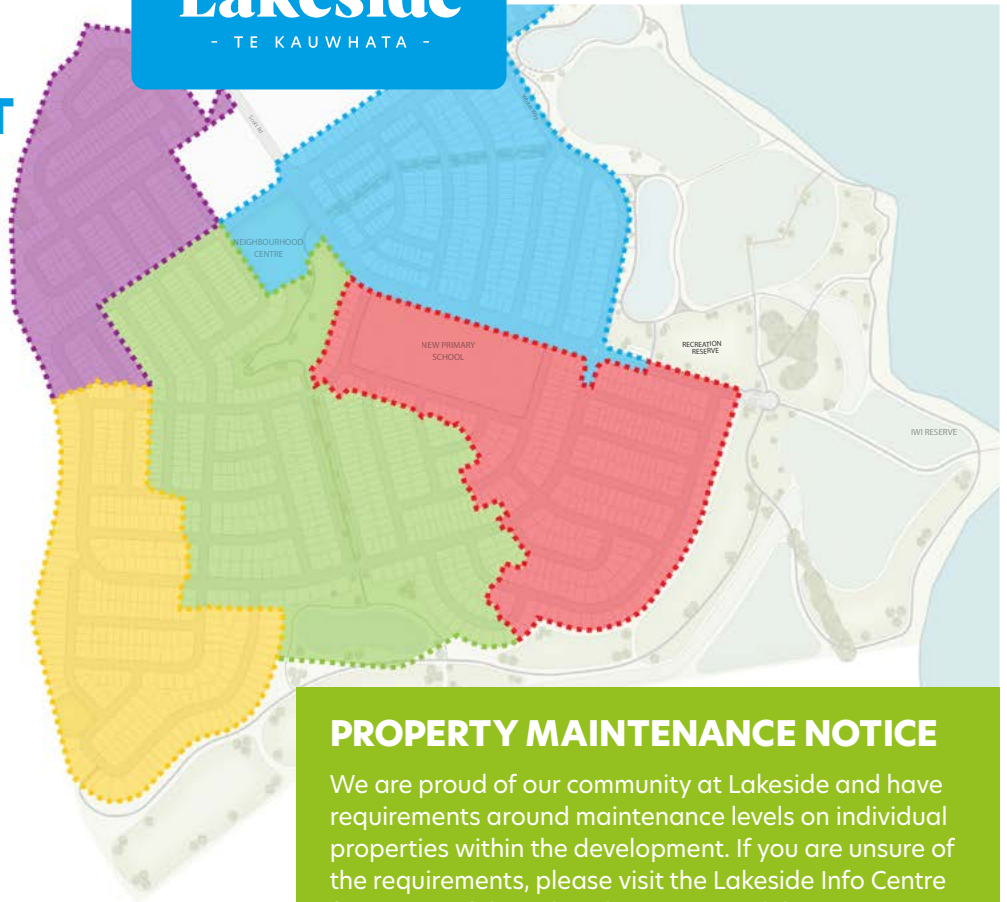 Lakeside
- TE KAUWHATA -
T
Scott Rd
NEIGHBOURHOOD
CENTRE
NEW PRIMARY
SCHOOL
RECREATION
RESERVE
IWI RESERVE
PROPERTY MAINTENANCE NOTICE
We are proud of our community at Lakeside and have
requirements around maintenance levels on individual
properties within the development. If you are unsure of
the requirements, please visit the Lakeside Info Centre